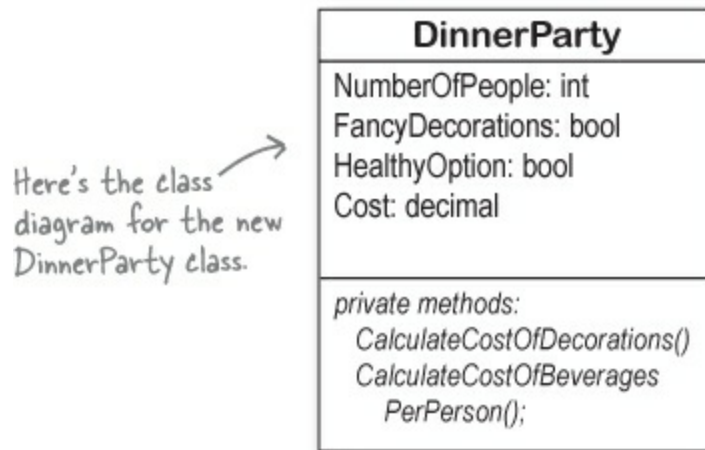 Here's the class
diagram for the new
DinnerParty class.
DinnerParty
NumberOfPeople: int
FancyDecorations: bool
HealthyOption: bool
Cost: decimal
private methods:
CalculateCostOfDecorations()
CalculateCostOfBeverages
PerPerson();